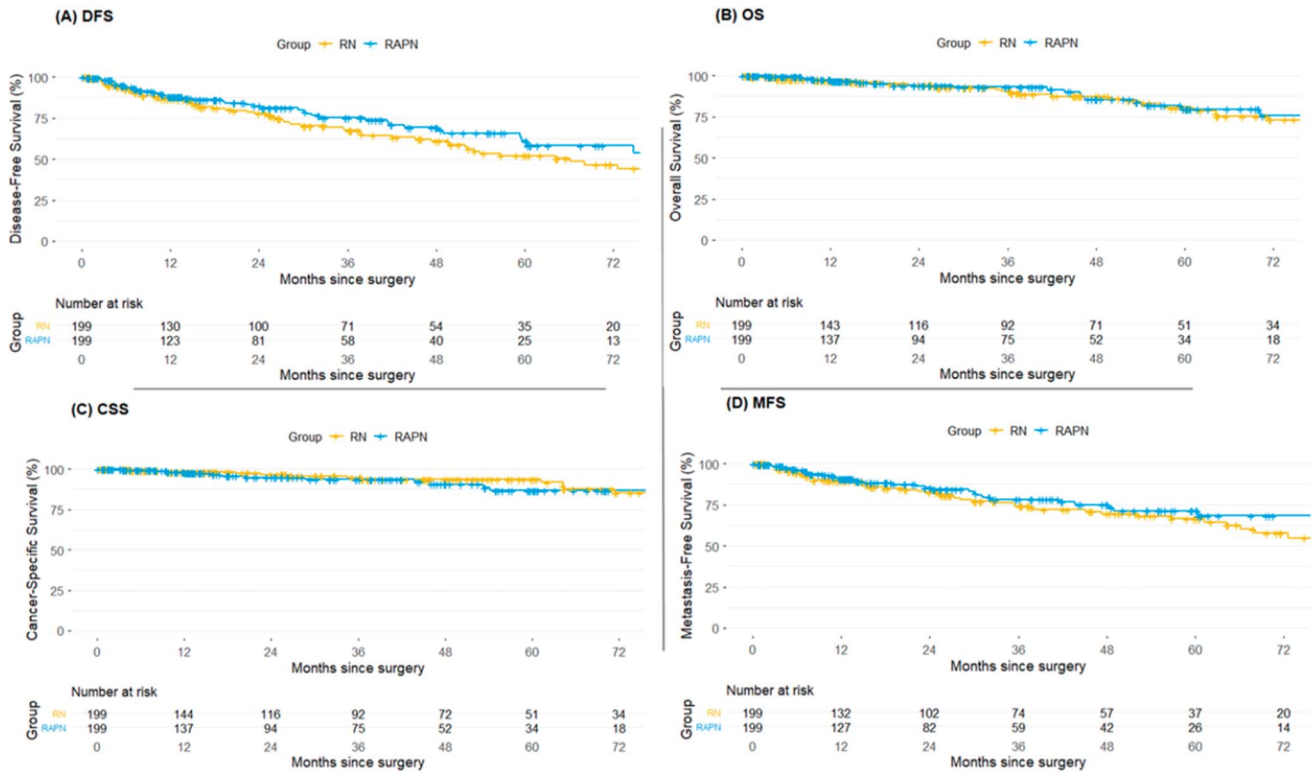 (A) DFS
Group RN RAPN
Disease-Free Survival (%)
100
75
50
25
0
0 12 24 36 48 60 72
Months since surgery
Number at risk
Group
RN 199 130 100 71 54 35 20
RAPN 199 123 81 58 40 25 13
0 12 24 36 48 60 72
Months since surgery
(B) OS
Group RN RAPN
Overall Survival (%)
100
75
50
25
0
0 12 24 36 48 60 72
Months since surgery
Number at risk
Group
RN 199 143 116 92 71 51 34
RAPN 199 137 94 75 52 34 18
0 12 24 36 48 60 72
Months since surgery
(C) CSS
Group RN RAPN
Cancer-Specific Survival (%)
100
75
50
25
0
0 12 24 36 48 60 72
Months since surgery
Number at risk
Group
RN 199 144 116 92 72 51 34
RAPN 199 137 94 75 52 34 18
0 12 24 36 48 60 72
Months since surgery
(D) MFS
Group RN RAPN
Metastasis-Free Survival (%)
100
75
50
25
0
0 12 24 36 48 60 72
Months since surgery
Number at risk
Group
RN 199 132 102 74 57 37 20
RAPN 199 127 82 59 42 26 14
0 12 24 36 48 60 72
Months since surgery